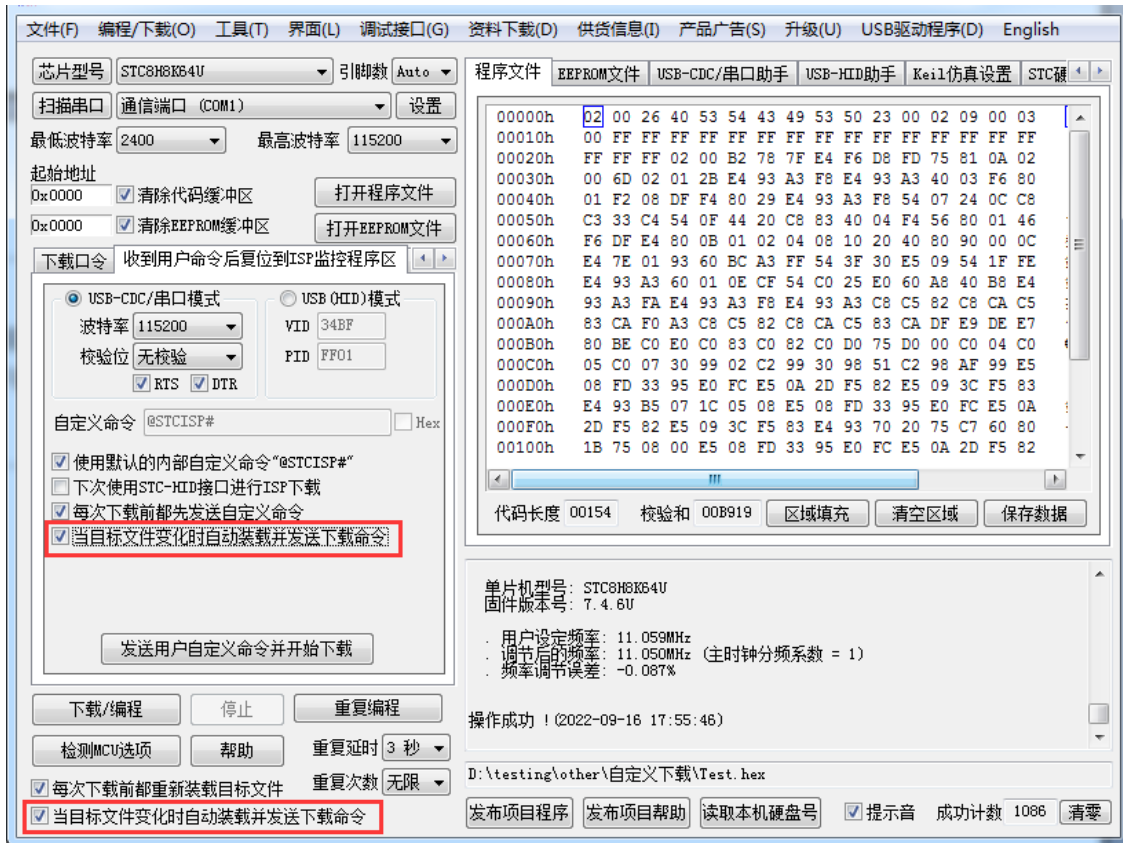 文件(F) 编程/下载(O) 工具(T) 界面(L) 调试接口(G) 资料下载(D) 供货信息(I) 产品广告(S) 升级(U) USB驱动程序(D) English
芯片型号 STC8H8K64U 引脚数 Auto
扫描串口 通信端口 (COM1) 设置
最低波特率 2400 最高波特率 115200
起始地址
0x0000 清除代码缓冲区 打开程序文件
0x0000 清除EEPROM缓冲区 打开EEPROM文件
下载口令 收到用户命令后复位到ISP监控程序区
USB-CDC/串口模式 USB(HID)模式
波特率 115200 VID 34BF
校验位 无校验 PID FF01
RTS DTR
自定义命令 @STCISP# Hex
使用默认的内部自定义命令"@STCISP#"
下次使用STC-HID接口进行ISP下载
每次下载前都先发送自定义命令
当目标文件变化时自动装载并发送下载命令
发送用户自定义命令并开始下载
下载/编程 停止 重复编程
检测MCU选项 帮助 重复延时 3 秒
每次下载前都重新装载目标文件 重复次数 无限
当目标文件变化时自动装载并发送下载命令
程序文件 EEPROM文件 USB-CDC/串口助手 USB-HID助手 Keil仿真设置 STC硬
00000h 02 00 26 40 53 54 43 49 53 50 23 00 02 09 00 03
00010h 00 FF FF FF FF FF FF FF FF FF FF FF FF FF FF FF
00020h FF FF FF 02 00 B2 78 7F E4 F6 D8 FD 75 81 0A 02
00030h 00 6D 02 01 2B E4 93 A3 F8 E4 93 A3 40 03 F6 80
00040h 01 F2 08 DF F4 80 29 E4 93 A3 F8 54 07 24 0C C8
00050h C3 33 C4 54 0F 44 20 C8 83 40 04 F4 56 80 01 46
00060h F6 DF E4 80 0B 01 02 04 08 10 20 40 80 90 00 0C
00070h E4 7E 01 93 60 BC A3 FF 54 3F 30 E5 09 54 1F FE
00080h E4 93 A3 60 01 0E CF 54 C0 25 E0 60 A8 40 B8 E4
00090h 93 A3 FA E4 93 A3 F8 E4 93 A3 C8 C5 82 C8 CA C5
000A0h 83 CA F0 A3 C8 C5 82 C8 CA C5 83 CA DF E9 DE E7
000B0h 80 BE C0 E0 C0 83 C0 82 C0 D0 75 D0 00 C0 04 C0
000C0h 05 C0 07 30 99 02 C2 99 30 98 51 C2 98 AF 99 E5
000D0h 08 FD 33 95 E0 FC E5 0A 2D F5 82 E5 09 3C F5 83
000E0h E4 93 B5 07 1C 05 08 E5 08 FD 33 95 E0 FC E5 0A
000F0h 2D F5 82 E5 09 3C F5 83 E4 93 70 20 75 C7 60 80
00100h 1B 75 08 00 E5 08 FD 33 95 E0 FC E5 0A 2D F5 82
代码长度 00154 校验和 00B919 区域填充 清空区域 保存数据
单片机型号: STC8H8K64U
固件版本号: 7.4.6U
. 用户设定频率: 11.059MHz
. 调节后的频率: 11.050MHz (主时钟分频系数 = 1)
. 频率调节误差: -0.087%
操作成功 !(2022-09-16 17:55:46)
D:\testing\other\自定义下载\Test.hex
发布项目程序 发布项目帮助 读取本机硬盘号 提示音 成功计数 1086 清零